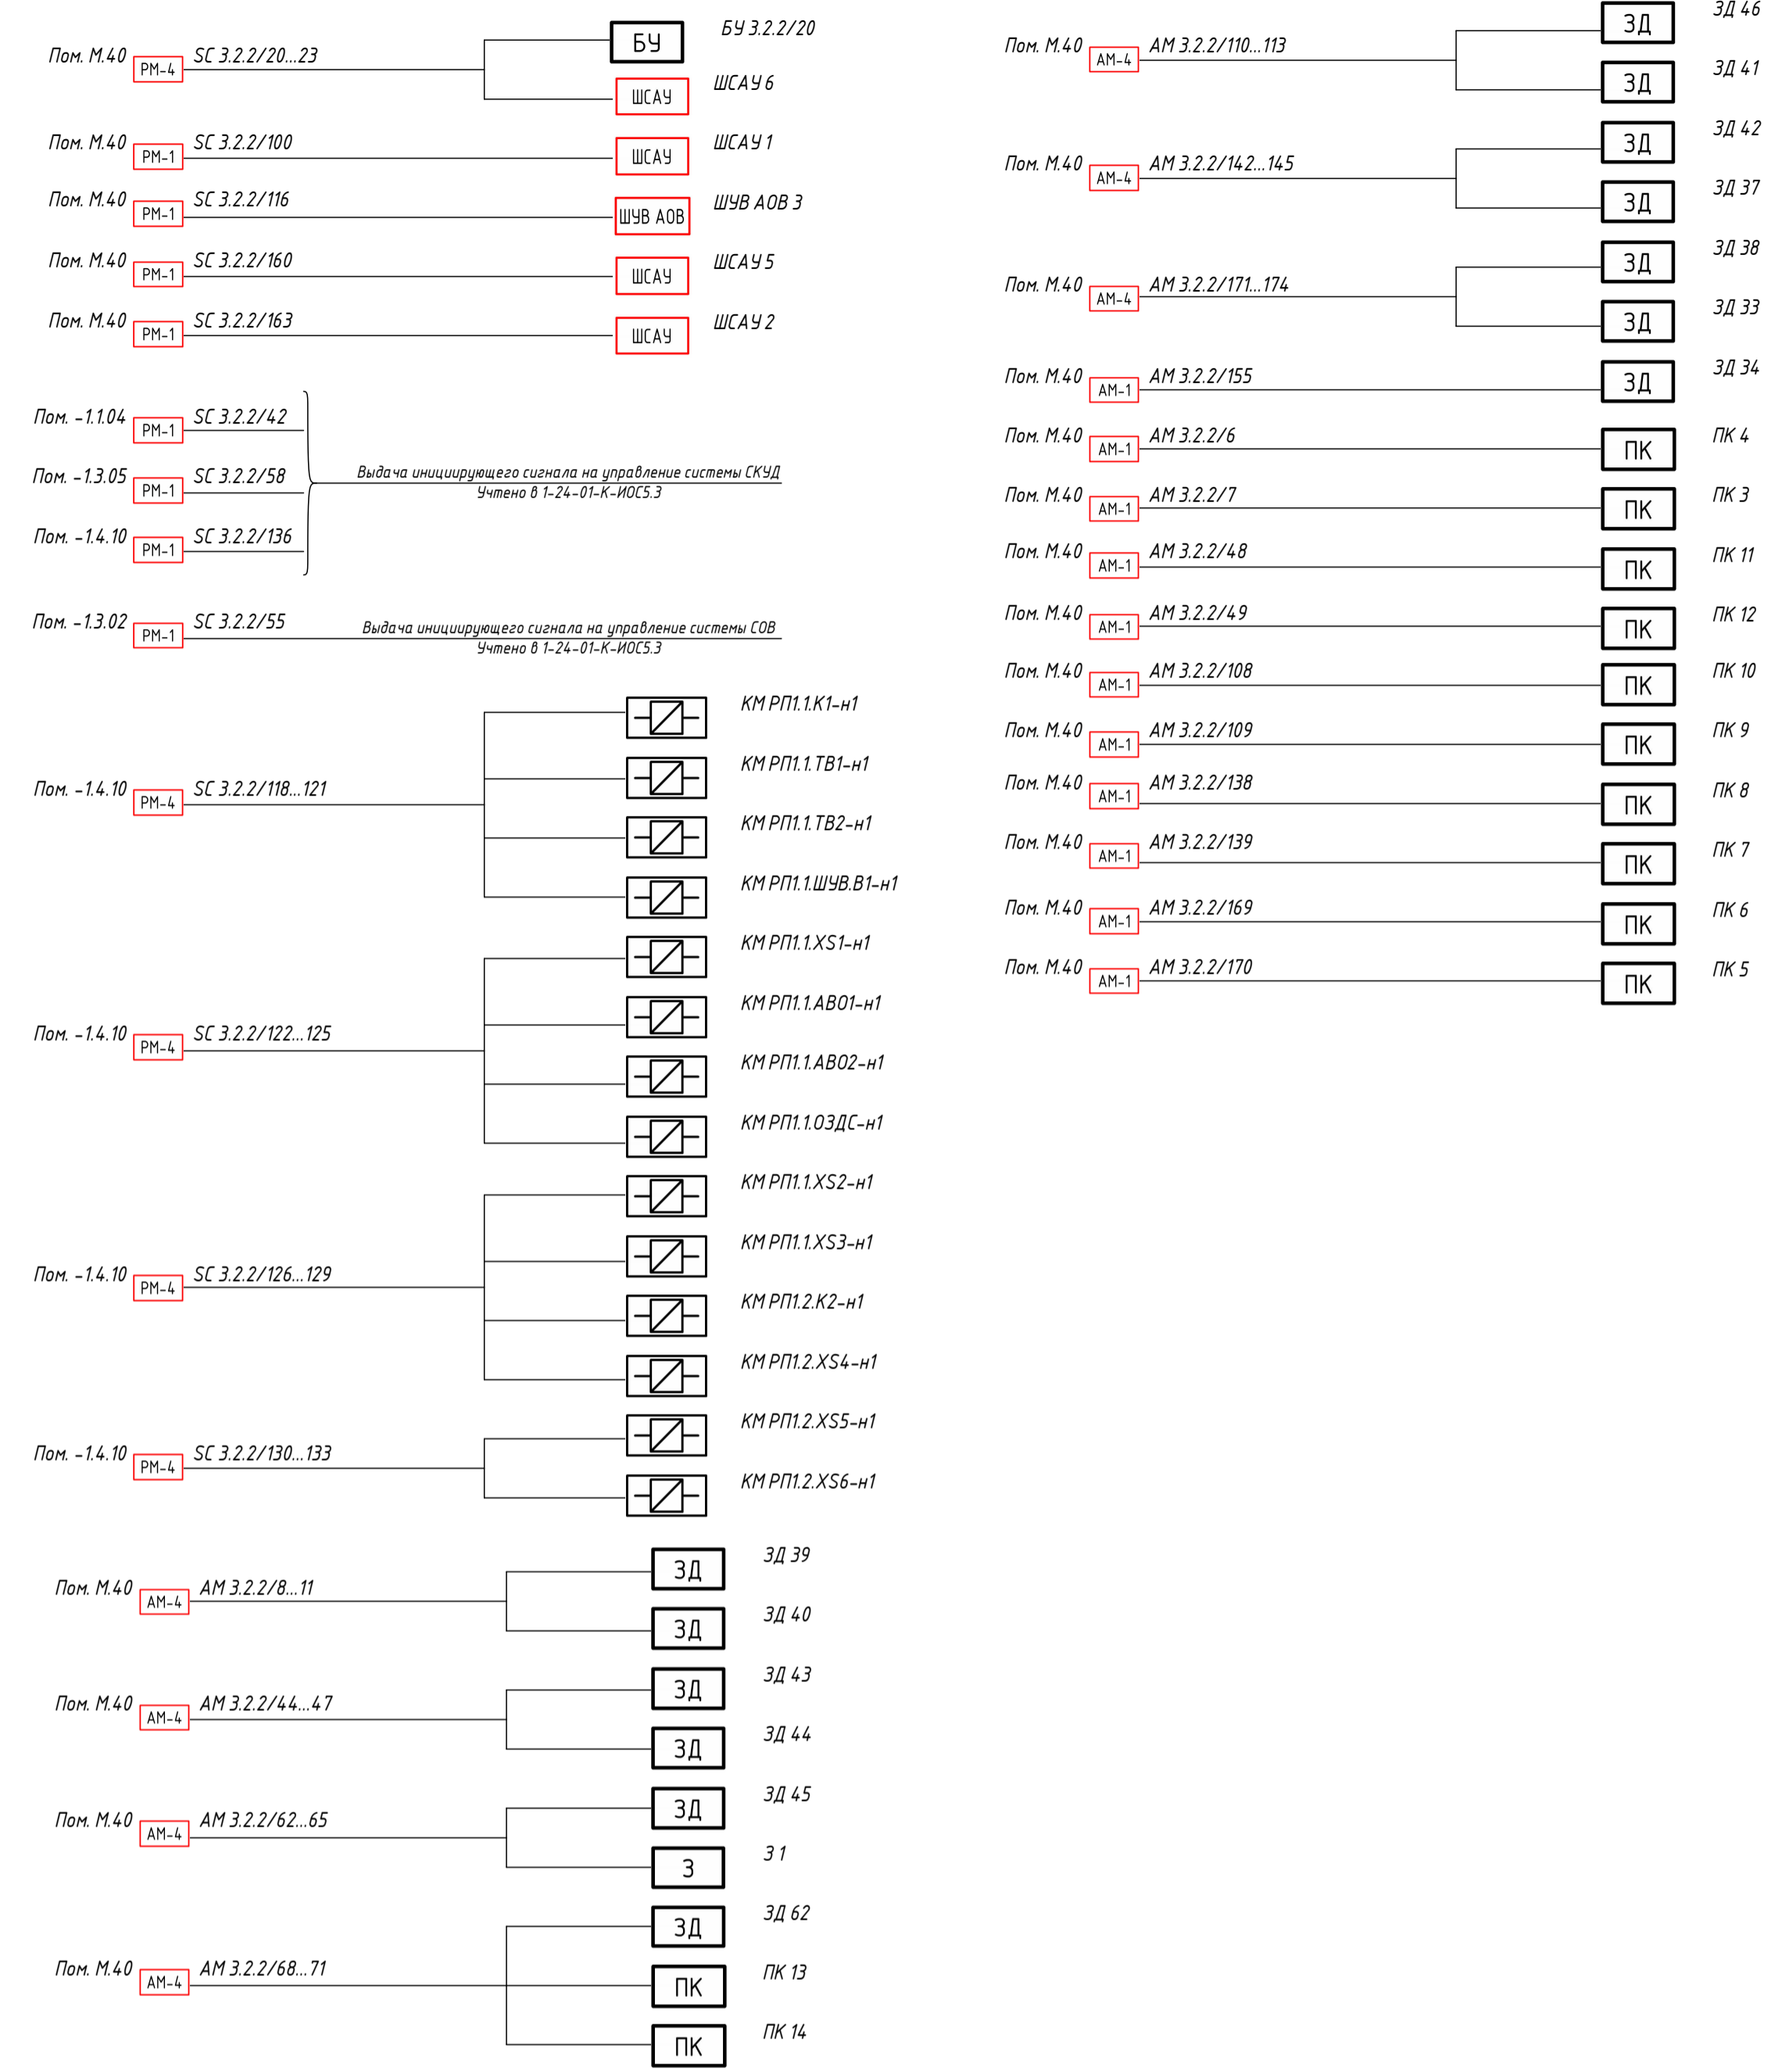 Пом. М.40 РМ-4 SC 3.2.2/20...23 БУ БУ 3.2.2/20
ШСАУ ШСАУ 6
Пом. М.40 РМ-1 SC 3.2.2/100 ШСАУ ШСАУ 1
Пом. М.40 РМ-1 SC 3.2.2/116 ШУВ АОВ ШУВ АОВ 3
Пом. М.40 РМ-1 SC 3.2.2/160 ШСАУ ШСАУ 5
Пом. М.40 РМ-1 SC 3.2.2/163 ШСАУ ШСАУ 2
Пом. -1.1.04 РМ-1 SC 3.2.2/42
Пом. -1.3.05 РМ-1 SC 3.2.2/58
Пом. -1.4.10 РМ-1 SC 3.2.2/136
Выдача инициирующего сигнала на управление системы СКУД
Учтено в 1-24-01-К-ИОС5.3
Пом. -1.3.02 РМ-1 SC 3.2.2/55
Выдача инициирующего сигнала на управление системы СОВ
Учтено в 1-24-01-К-ИОС5.3
Пом. -1.4.10 РМ-4 SC 3.2.2/118...121
КМ РП1.1.К1-н1
КМ РП1.1.ТВ1-н1
КМ РП1.1.ТВ2-н1
КМ РП1.1.ШУВ.В1-н1
Пом. -1.4.10 РМ-4 SC 3.2.2/122...125
КМ РП1.1.XS1-н1
КМ РП1.1.АВО1-н1
КМ РП1.1.АВО2-н1
КМ РП1.1.ОЗДС-н1
Пом. -1.4.10 РМ-4 SC 3.2.2/126...129
КМ РП1.1.XS2-н1
КМ РП1.1.XS3-н1
КМ РП1.2.К2-н1
КМ РП1.2.XS4-н1
Пом. -1.4.10 РМ-4 SC 3.2.2/130...133
КМ РП1.2.XS5-н1
КМ РП1.2.XS6-н1
Пом. М.40 АМ-4 АМ 3.2.2/8...11
ЗД ЗД 39
ЗД ЗД 40
Пом. М.40 АМ-4 АМ 3.2.2/44...47
ЗД ЗД 43
ЗД ЗД 44
Пом. М.40 АМ-4 АМ 3.2.2/62...65
ЗД ЗД 45
З З 1
Пом. М.40 АМ-4 АМ 3.2.2/68...71
ЗД ЗД 62
ПК ПК 13
ПК ПК 14
Пом. М.40 АМ-4 АМ 3.2.2/110...113
ЗД ЗД 46
ЗД ЗД 41
Пом. М.40 АМ-4 АМ 3.2.2/142...145
ЗД ЗД 42
ЗД ЗД 37
Пом. М.40 АМ-4 АМ 3.2.2/171...174
ЗД ЗД 38
ЗД ЗД 33
Пом. М.40 АМ-1 АМ 3.2.2/155 ЗД ЗД 34
Пом. М.40 АМ-1 АМ 3.2.2/6 ПК ПК 4
Пом. М.40 АМ-1 АМ 3.2.2/7 ПК ПК 3
Пом. М.40 АМ-1 АМ 3.2.2/48 ПК ПК 11
Пом. М.40 АМ-1 АМ 3.2.2/49 ПК ПК 12
Пом. М.40 АМ-1 АМ 3.2.2/108 ПК ПК 10
Пом. М.40 АМ-1 АМ 3.2.2/109 ПК ПК 9
Пом. М.40 АМ-1 АМ 3.2.2/138 ПК ПК 8
Пом. М.40 АМ-1 АМ 3.2.2/139 ПК ПК 7
Пом. М.40 АМ-1 АМ 3.2.2/169 ПК ПК 6
Пом. М.40 АМ-1 АМ 3.2.2/170 ПК ПК 5